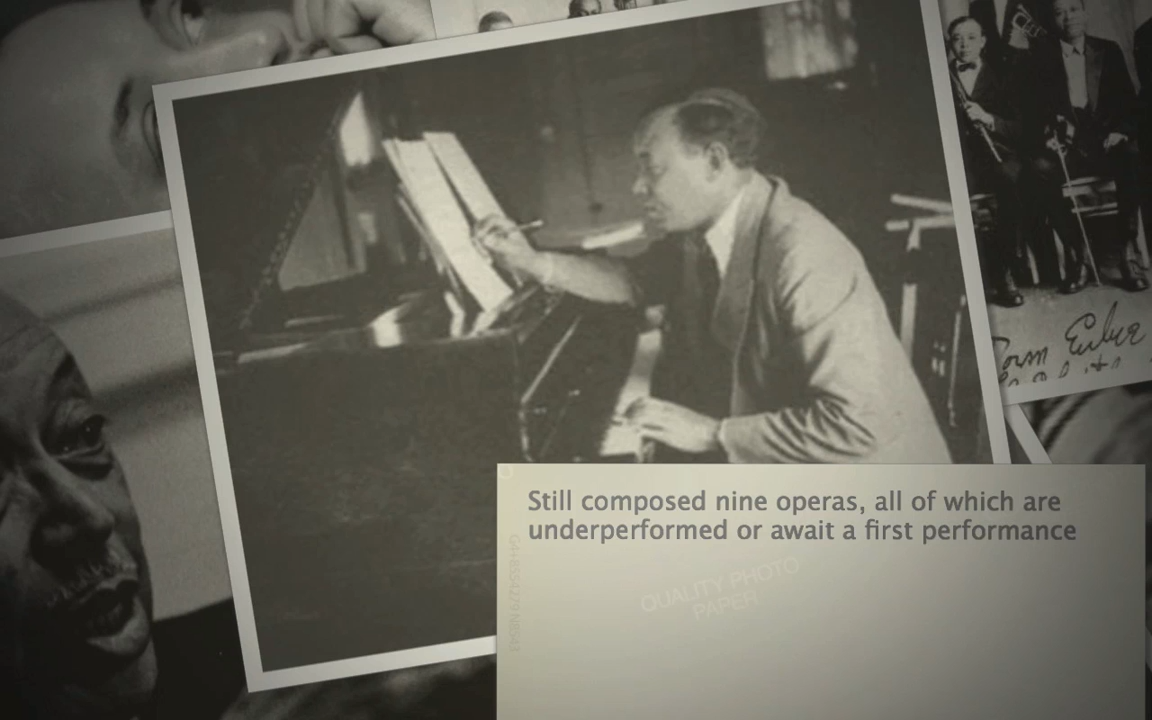 Still composed nine operas, all of which are
underperformed or await a first performance
QUALITY PHOTO
PAPER